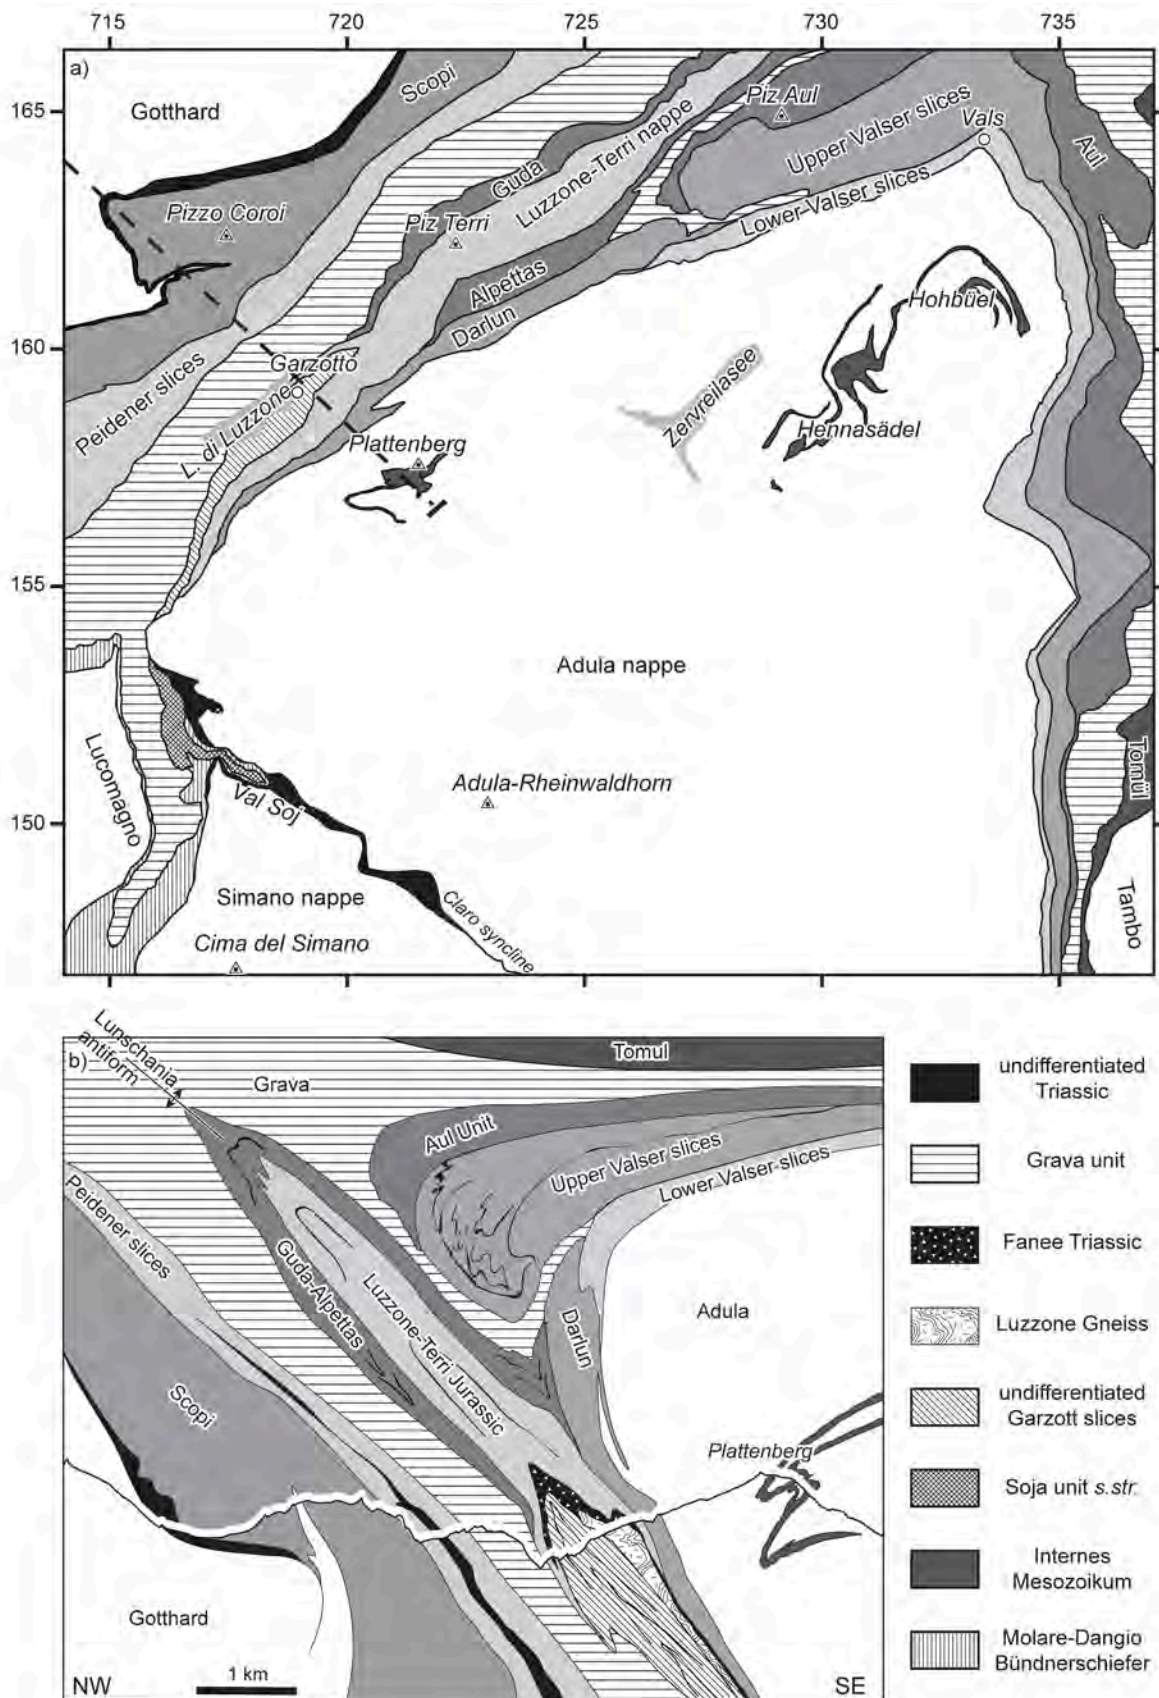 715 720 725 730 735
a)
165
160
155
150
Gotthard
Scopi
Pizzo Coroi
Peidener slices
Guda
Piz Terri
Luzzone-Terri nappe
Alpettas
Darlun
Piz Aul
Upper Valser slices
Vals
Lower Valser slices
Aul
Garzotto
L. di Luzzone
Plattenberg
Zervreilasee
Hohbüel
Hennasädel
Adula nappe
Lucomagno
Val Soj
Adula-Rheinwaldhorn
Simano nappe
Cima del Simano
Claro syncline
Tomül
Tambo
b)
Lunschania
antiform
Grava
Tomul
Aul Unit
Upper Valser slices
Lower Valser slices
Peidener slices
Guda-Alpettas
Luzzone-Terri Jurassic
Darlun
Adula
Scopi
Plattenberg
Gotthard
NW
1 km
SE
undifferentiated
Triassic
Grava unit
Fanee Triassic
Luzzone Gneiss
undifferentiated
Garzott slices
Soja unit s.str.
Internes
Mesozoikum
Molare-Dangio
Bündnerschiefer